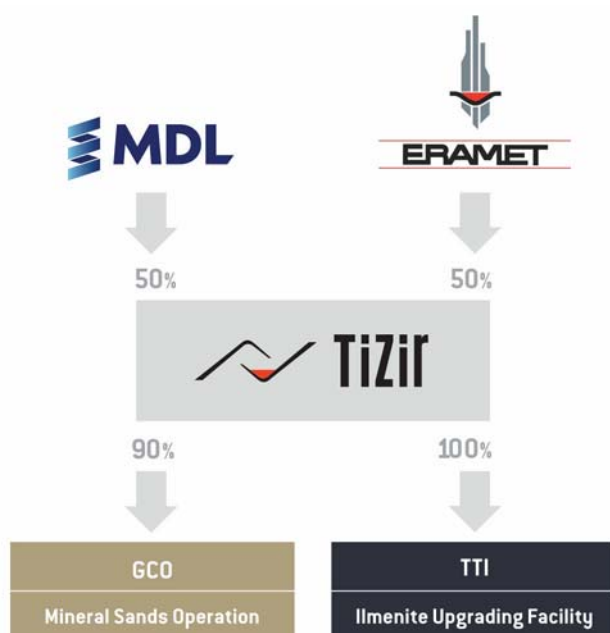 MDL
ERAMET
50% 50%
TiZir
90% 100%
GCO
Mineral Sands Operation
TTI
Ilmenite Upgrading Facility